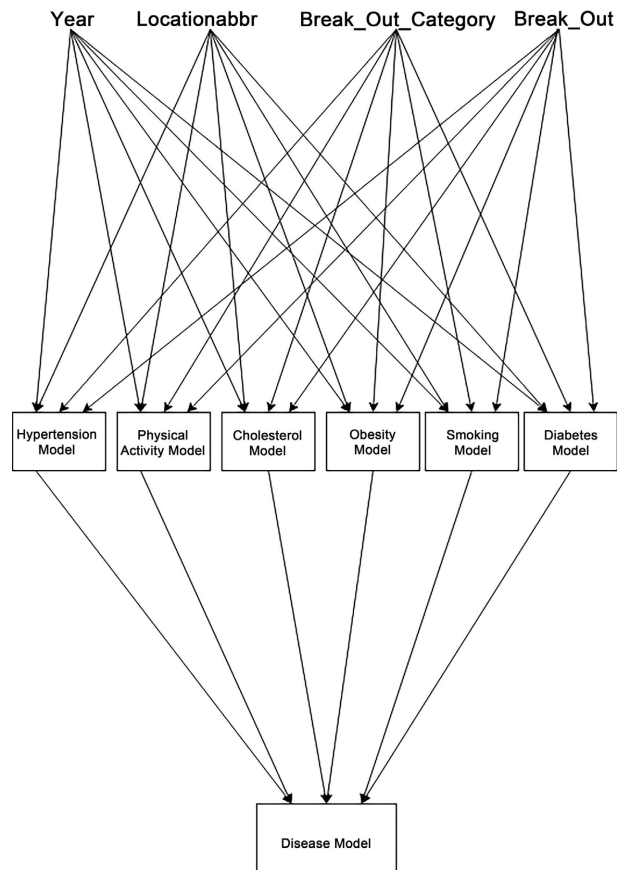 Year Locationabbr Break_Out_Category Break_Out
Hypertension
Model
Physical
Activity Model
Cholesterol
Model
Obesity
Model
Smoking
Model
Diabetes
Model
Disease Model